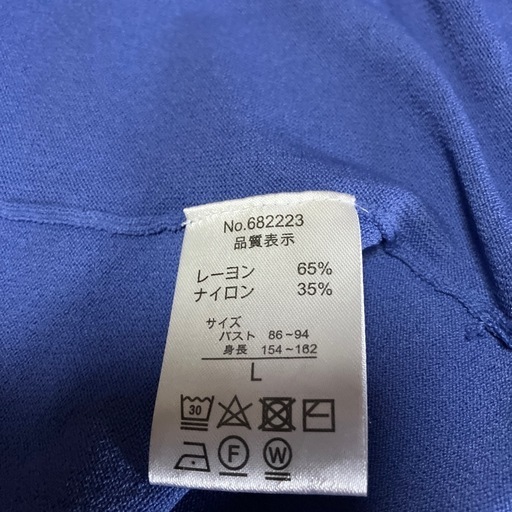 No.682223
品質表示
レーヨン 65%
ナイロン 35%
サイズ
バスト 86~94
身長 154~162
L
30
F W